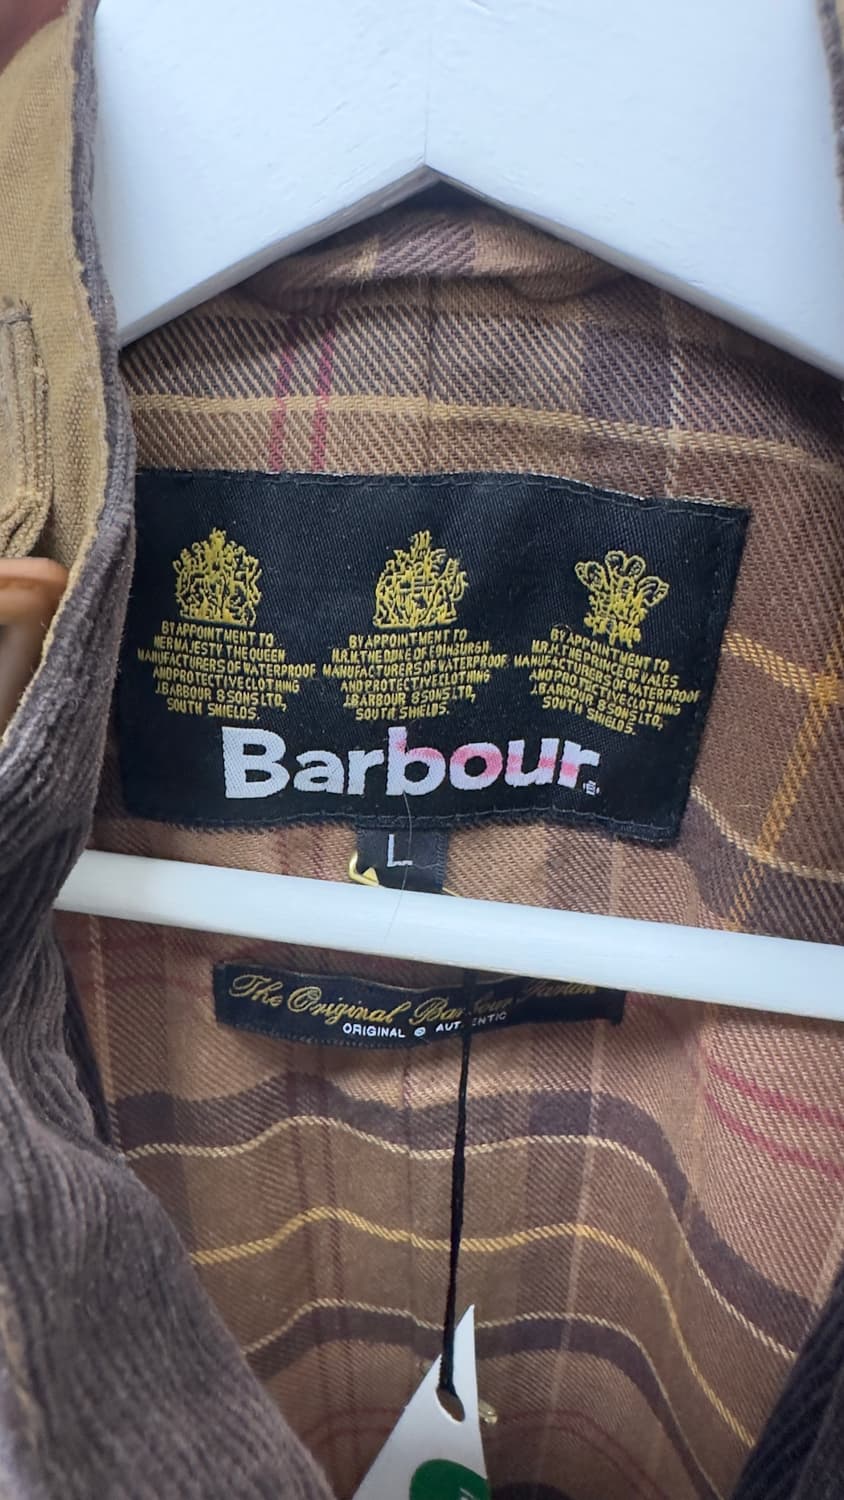 BY APPOINTMENT TO
HER MAJESTY THE QUEEN
MANUFACTURERS OF WATERPROOF
AND PROTECTIVE CLOTHING
J.BARBOUR & SONS LTD,
SOUTH SHIELDS.
BY APPOINTMENT TO
H.R.H. THE DUKE OF EDINBURGH
MANUFACTURERS OF WATERPROOF
AND PROTECTIVE CLOTHING
J.BARBOUR & SONS LTD,
SOUTH SHIELDS.
BY APPOINTMENT TO
H.R.H. THE PRINCE OF WALES
MANUFACTURERS OF WATERPROOF
AND PROTECTIVE CLOTHING
J.BARBOUR & SONS LTD,
SOUTH SHIELDS.
Barbour
L
The Original Barbour
ORIGINAL & AUTHENTIC